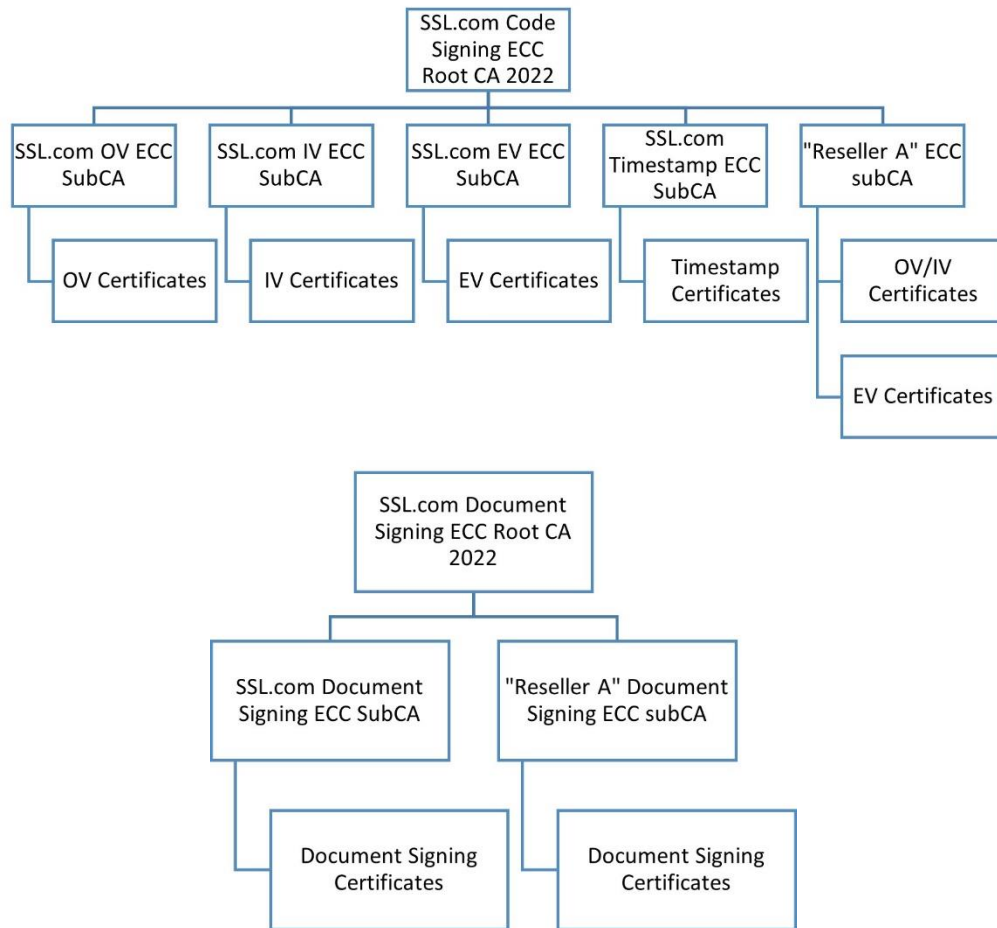 SSL.com Code
Signing ECC
Root CA 2022
SSL.com OV ECC
SubCA
SSL.com IV ECC
SubCA
SSL.com EV ECC
SubCA
SSL.com
Timestamp ECC
SubCA
"Reseller A" ECC
subCA
OV Certificates
IV Certificates
EV Certificates
Timestamp
Certificates
OV/IV
Certificates
EV Certificates
SSL.com Document
Signing ECC Root CA
2022
SSL.com Document
Signing ECC SubCA
"Reseller A" Document
Signing ECC subCA
Document Signing
Certificates
Document Signing
Certificates